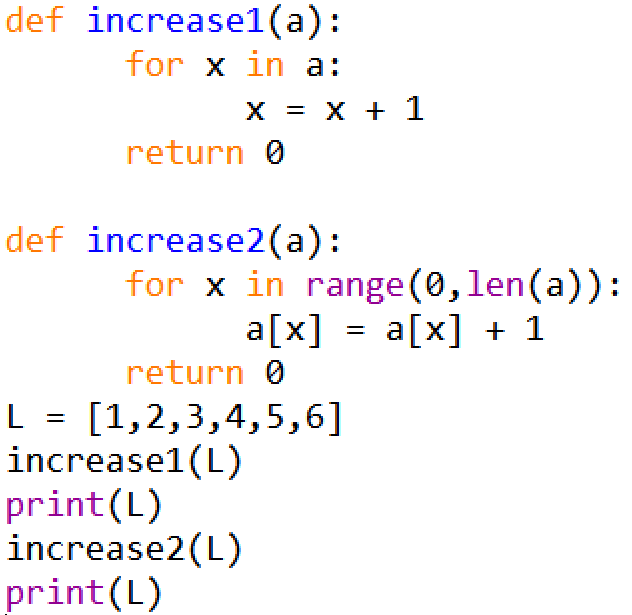 def increase1(a):
      for x in a:
            x = x + 1
      return 0

def increase2(a):
      for x in range(0,len(a)):
            a[x] = a[x] + 1
      return 0
L = [1,2,3,4,5,6]
increase1(L)
print(L)
increase2(L)
print(L)